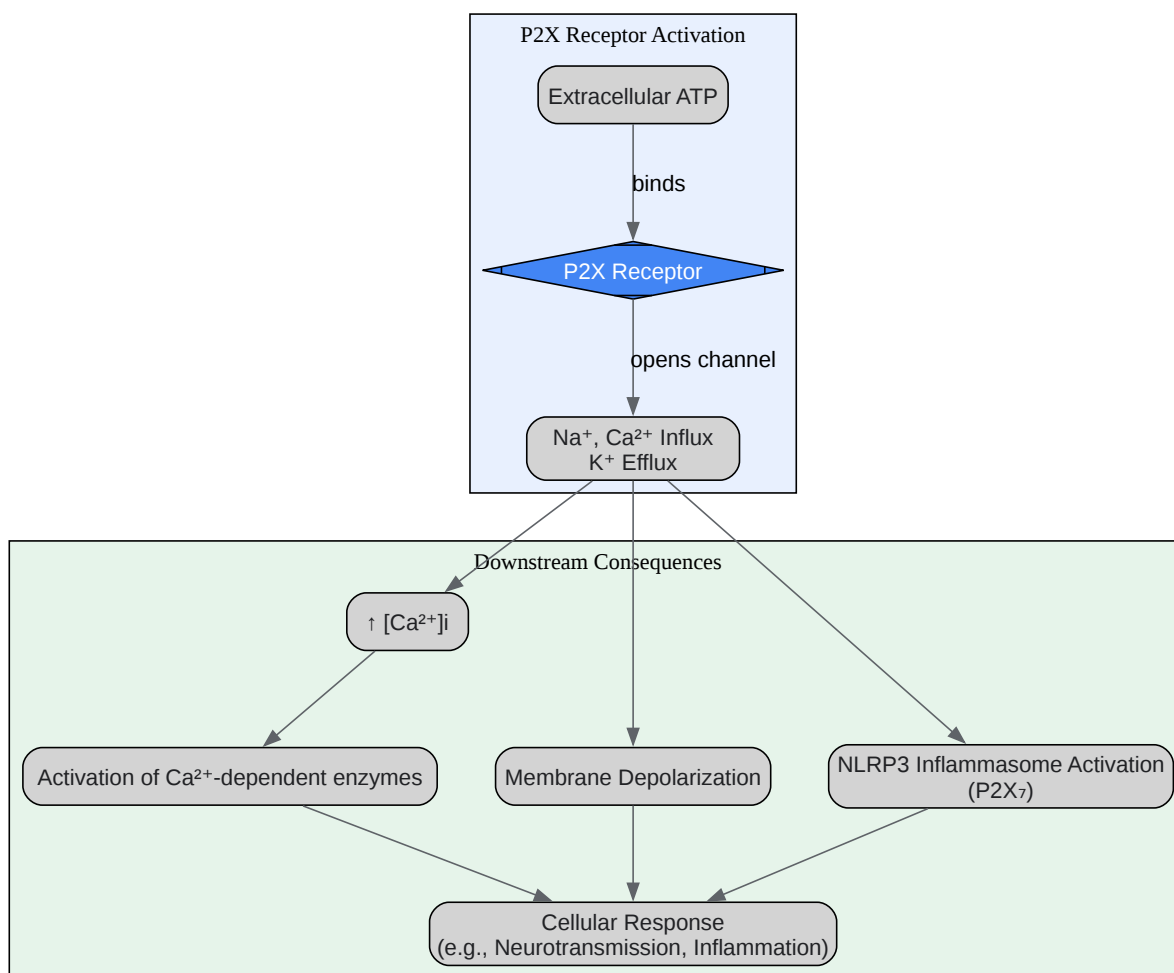 P2X Receptor Activation
Extracellular ATP
binds
P2X Receptor
opens channel
Na⁺, Ca²⁺ Influx
K⁺ Efflux
Downstream Consequences
↑ [Ca²⁺]i
Activation of Ca²⁺-dependent enzymes
Membrane Depolarization
NLRP3 Inflammasome Activation
(P2X₇)
Cellular Response
(e.g., Neurotransmission, Inflammation)